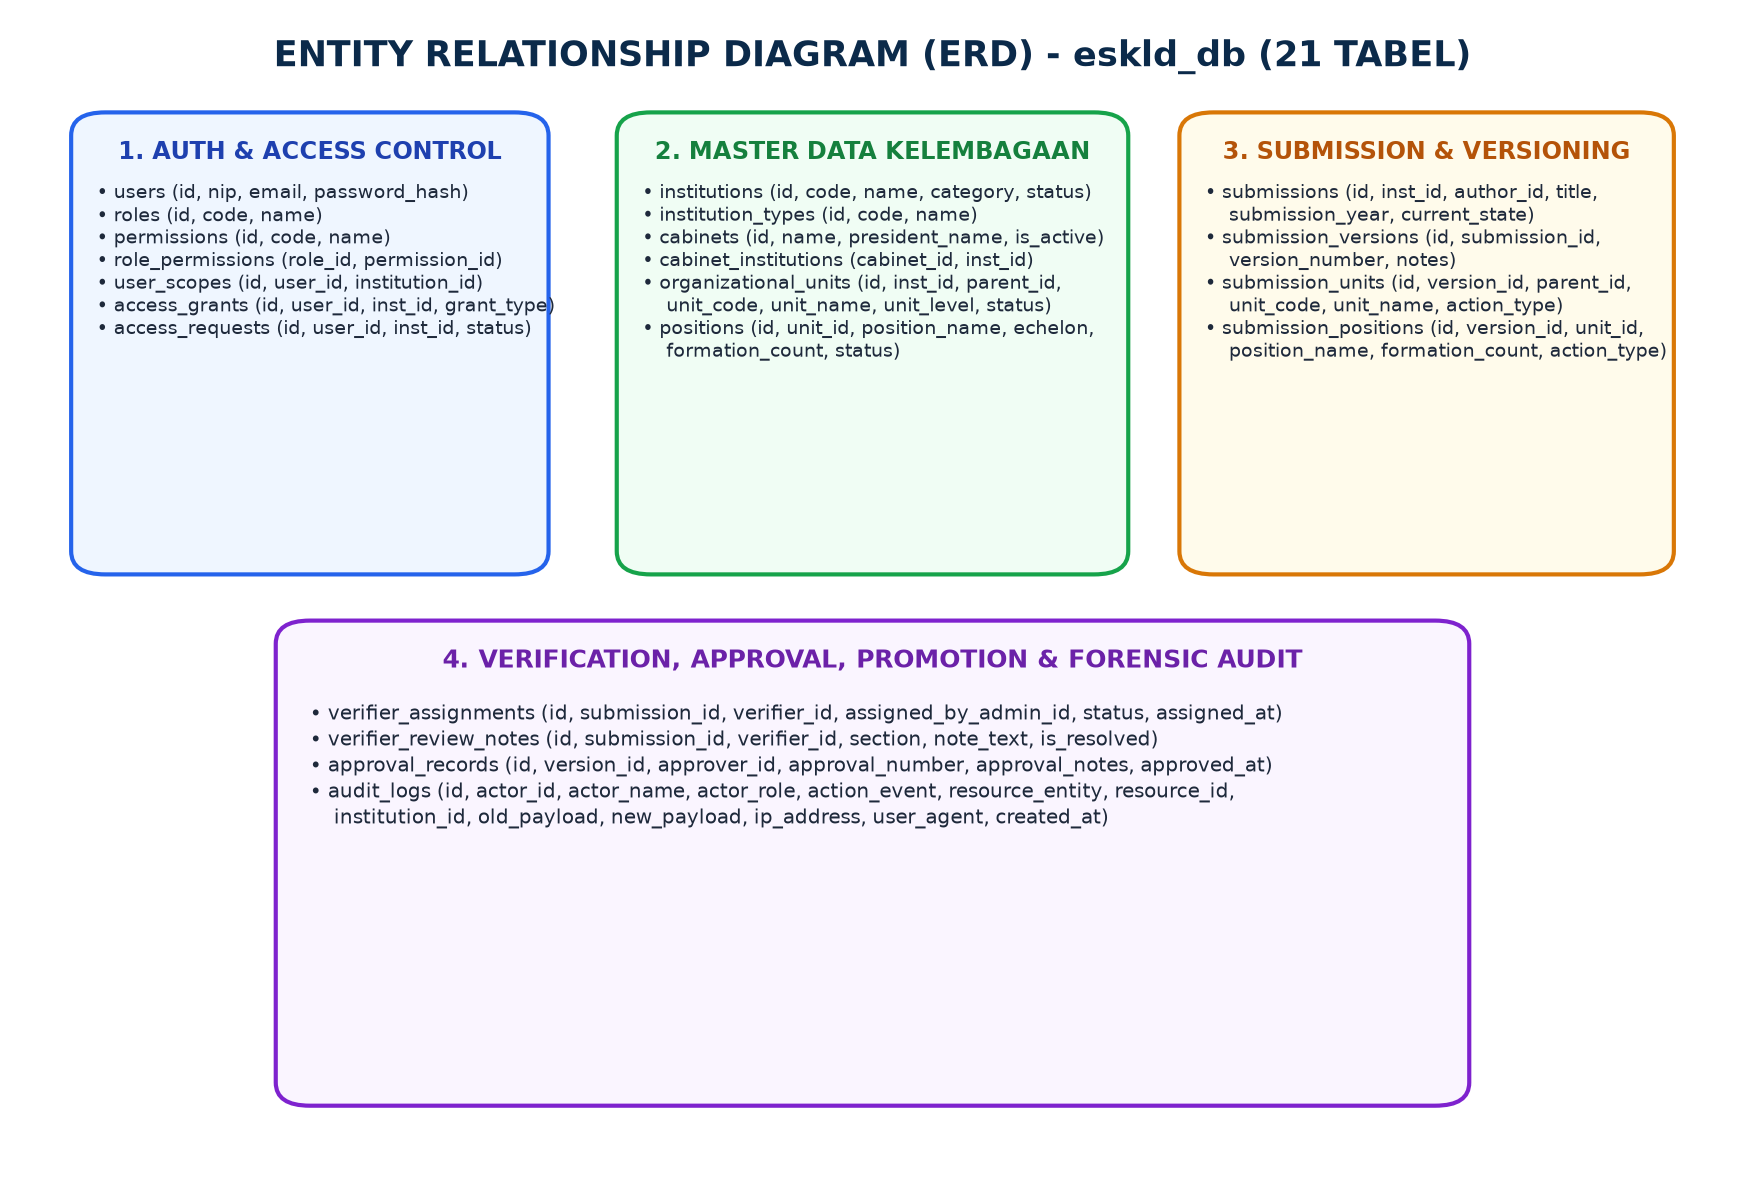 ENTITY RELATIONSHIP DIAGRAM (ERD) - eskld_db (21 TABEL)
1. AUTH & ACCESS CONTROL
• users (id, nip, email, password_hash)
• roles (id, code, name)
• permissions (id, code, name)
• role_permissions (role_id, permission_id)
• user_scopes (id, user_id, institution_id)
• access_grants (id, user_id, inst_id, grant_type)
• access_requests (id, user_id, inst_id, status)
2. MASTER DATA KELEMBAGAAN
• institutions (id, code, name, category, status)
• institution_types (id, code, name)
• cabinets (id, name, president_name, is_active)
• cabinet_institutions (cabinet_id, inst_id)
• organizational_units (id, inst_id, parent_id,
unit_code, unit_name, unit_level, status)
• positions (id, unit_id, position_name, echelon,
formation_count, status)
3. SUBMISSION & VERSIONING
• submissions (id, inst_id, author_id, title,
submission_year, current_state)
• submission_versions (id, submission_id,
version_number, notes)
• submission_units (id, version_id, parent_id,
unit_code, unit_name, action_type)
• submission_positions (id, version_id, unit_id,
position_name, formation_count, action_type)
4. VERIFICATION, APPROVAL, PROMOTION & FORENSIC AUDIT
• verifier_assignments (id, submission_id, verifier_id, assigned_by_admin_id, status, assigned_at)
• verifier_review_notes (id, submission_id, verifier_id, section, note_text, is_resolved)
• approval_records (id, version_id, approver_id, approval_number, approval_notes, approved_at)
• audit_logs (id, actor_id, actor_name, actor_role, action_event, resource_entity, resource_id,
institution_id, old_payload, new_payload, ip_address, user_agent, created_at)